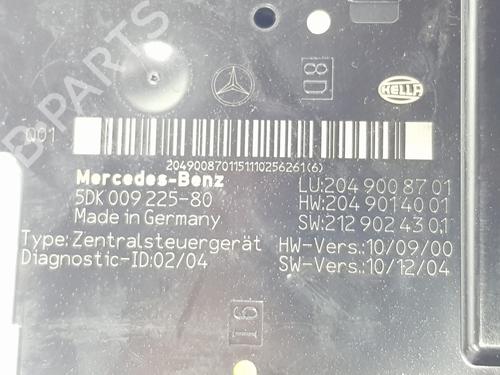 8D
HELLA
001
2049008701151110256261(6)
Mercedes-Benz
5DK 009 225-80
Made in Germany
Type: Zentralsteuergerät
Diagnostic-ID:02/04
LU:204 900 87 01
HW:204 901 40 01
SW:212 902 43 01
HW-Vers.:10/09/00
SW-Vers.:10/12/04
16
B-PARTS